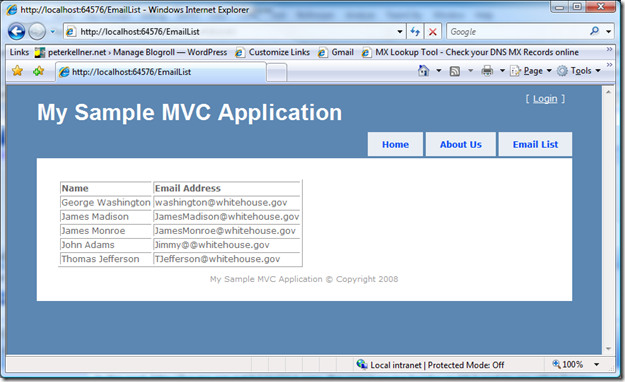 http://localhost:64576/EmailList - Windows Internet Explorer
http://localhost:64576/EmailList
Google
Links peterkellner.net › Manage Blogroll — WordPress Customize Links Gmail MX Lookup Tool - Check your DNS MX Records online
http://localhost:64576/EmailList
Page Tools
[ Login ]
My Sample MVC Application
Home About Us Email List
Name Email Address
George Washington washington@whitehouse.gov
James Madison JamesMadison@whitehouse.gov
James Monroe JamesMonroe@whitehouse.gov
John Adams Jimmy@@whitehouse.gov
Thomas Jefferson TJefferson@whitehouse.gov
My Sample MVC Application © Copyright 2008
Local intranet | Protected Mode: Off 100%